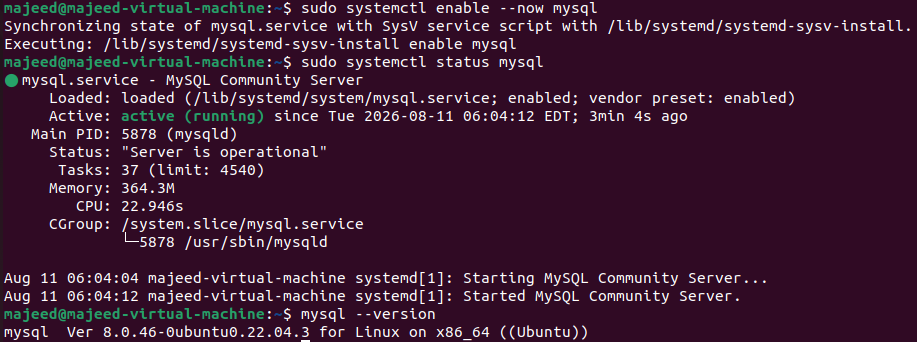 majeed@majeed-virtual-machine:~$ sudo systemctl enable --now mysql
Synchronizing state of mysql.service with SysV service script with /lib/systemd/systemd-sysv-install.
Executing: /lib/systemd/systemd-sysv-install enable mysql
majeed@majeed-virtual-machine:~$ sudo systemctl status mysql
● mysql.service - MySQL Community Server
     Loaded: loaded (/lib/systemd/system/mysql.service; enabled; vendor preset: enabled)
     Active: active (running) since Tue 2026-08-11 06:04:12 EDT; 3min 4s ago
   Main PID: 5878 (mysqld)
     Status: "Server is operational"
      Tasks: 37 (limit: 4540)
     Memory: 364.3M
        CPU: 22.946s
     CGroup: /system.slice/mysql.service
             └─5878 /usr/sbin/mysqld

Aug 11 06:04:04 majeed-virtual-machine systemd[1]: Starting MySQL Community Server...
Aug 11 06:04:12 majeed-virtual-machine systemd[1]: Started MySQL Community Server.
majeed@majeed-virtual-machine:~$ mysql --version
mysql  Ver 8.0.46-0ubuntu0.22.04.3 for Linux on x86_64 ((Ubuntu))